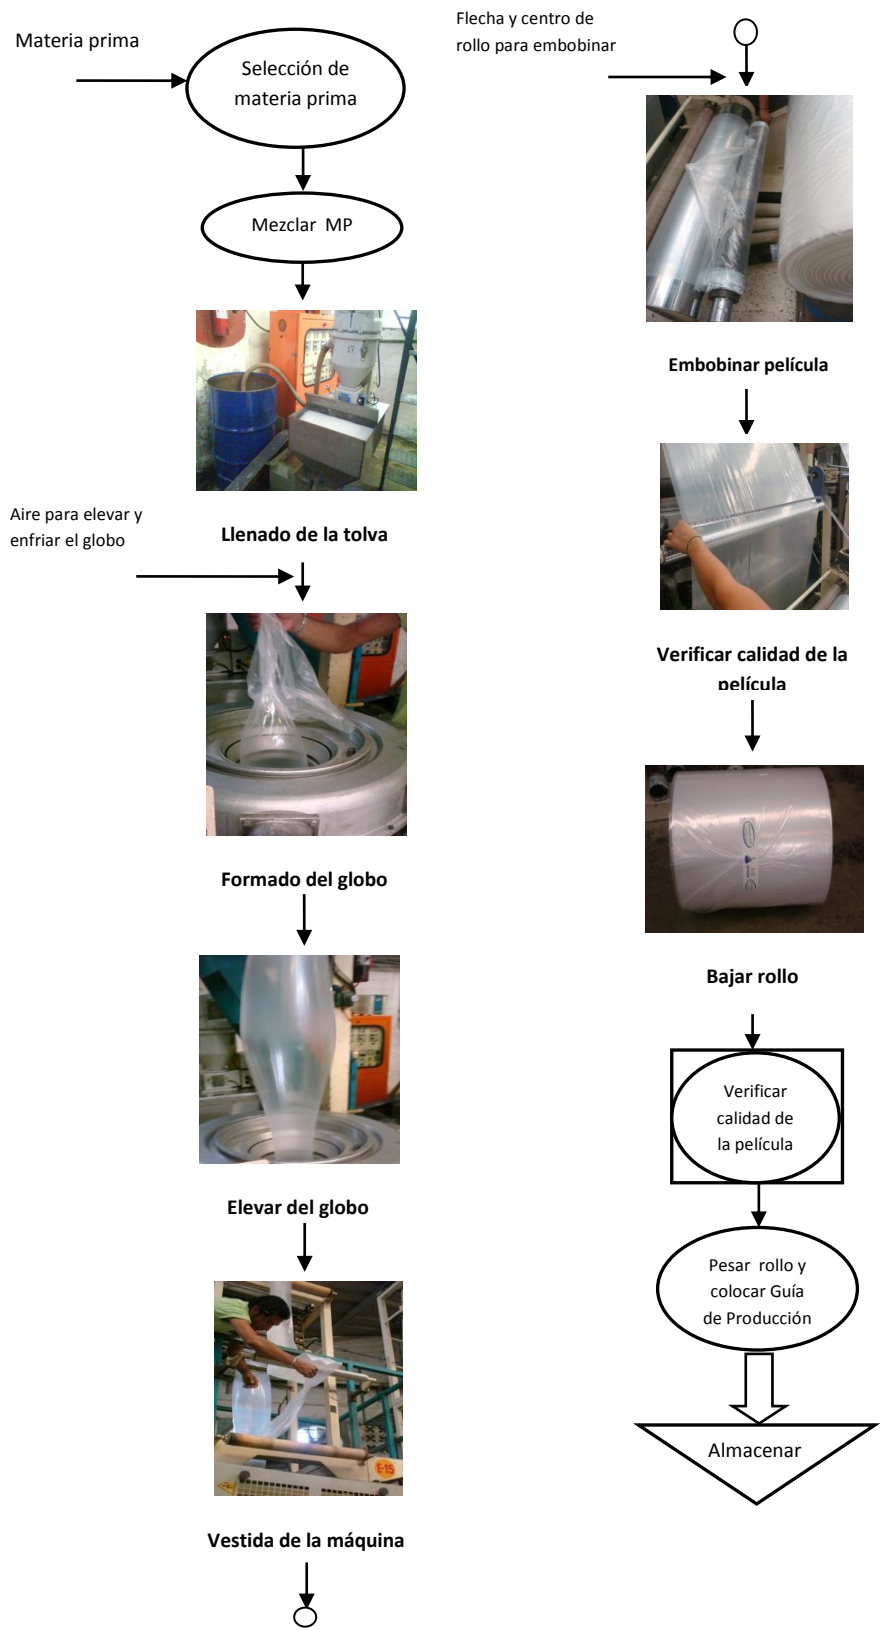 Materia prima
Selección de
materia prima
Mezclar MP
Llenado de la tolva
Aire para elevar y
enfriar el globo
Formado del globo
Elevar del globo
E-15
Vestida de la máquina
Flecha y centro de
rollo para embobinar
Embobinar película
Verificar calidad de la
película
Bajar rollo
Verificar
calidad de
la película
Pesar rollo y
colocar Guía
de Producción
Almacenar